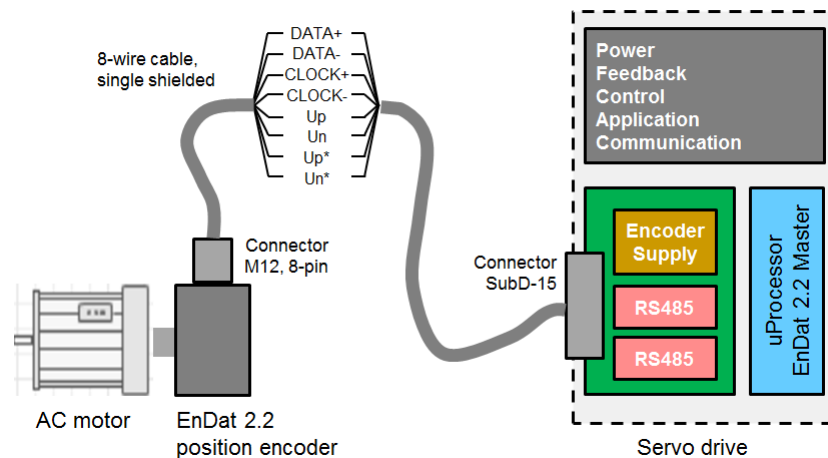 8-wire cable,
single shielded
DATA+
DATA-
CLOCK+
CLOCK-
Up
Un
Up*
Un*
Power
Feedback
Control
Application
Communication
Connector
M12, 8-pin
Connector
SubD-15
Encoder
Supply
RS485
RS485
uProcessor
EnDat 2.2 Master
AC motor
EnDat 2.2
position encoder
Servo drive